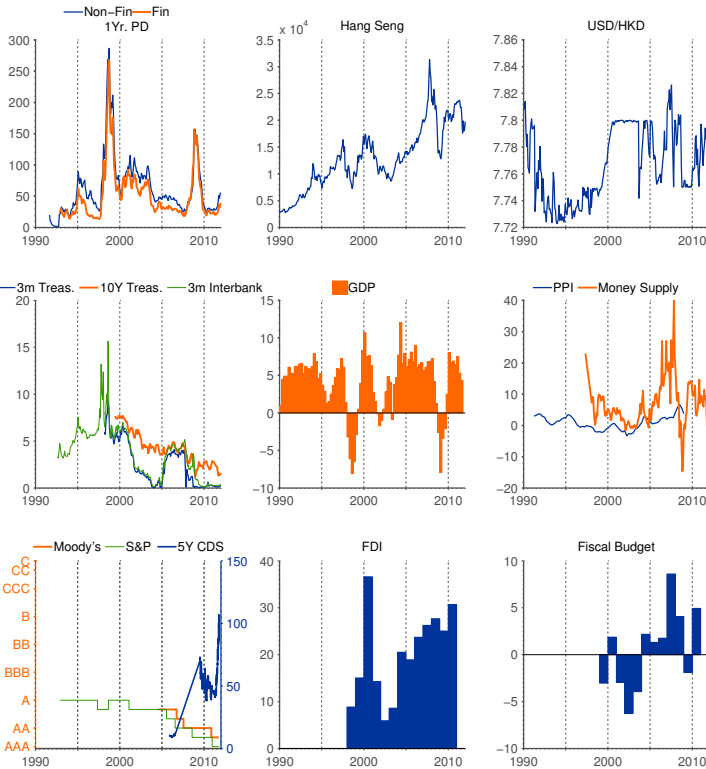 Non−Fin Fin
1Yr. PD
300
250
200
150
100
50
0
1990 2000 2010
Hang Seng
x 10^4
3.5
3
2.5
2
1.5
1
0.5
0
1990 2000 2010
USD/HKD
7.86
7.84
7.82
7.8
7.78
7.76
7.74
7.72
1990 2000 2010
3m Treas. 10Y Treas. 3m Interbank
20
15
10
5
0
1990 2000 2010
GDP
15
10
5
0
−5
−10
1990 2000 2010
PPI Money Supply
40
30
20
10
0
−10
−20
1990 2000 2010
Moody's S&P 5Y CDS
C
CC
CCC
B
BB
BBB
A
AA
AAA
150
100
50
0
1990 2000 2010
FDI
40
30
20
10
0
1990 2000 2010
Fiscal Budget
10
5
0
−5
−10
1990 2000 2010